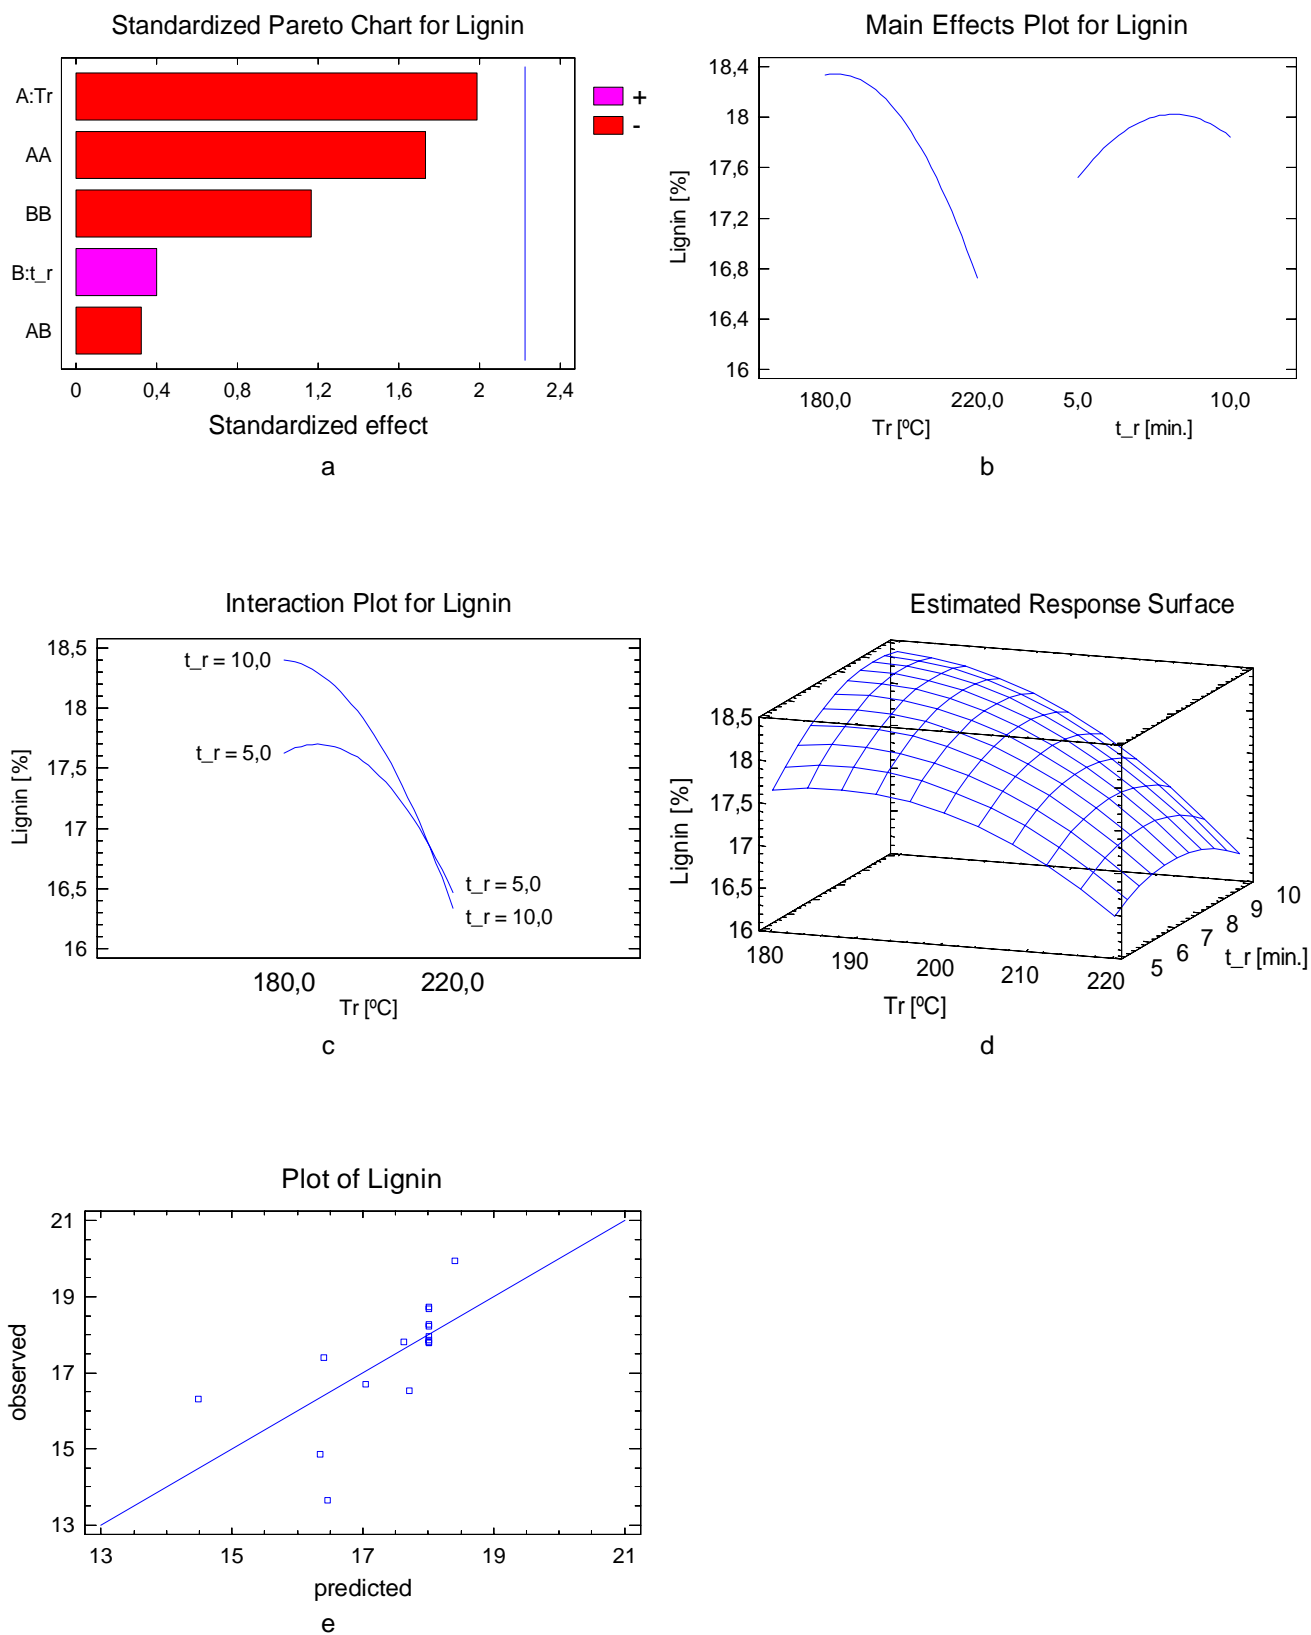 Standardized Pareto Chart for Lignin
A:Tr
AA
BB
B:t_r
AB
+
-
0 0,4 0,8 1,2 1,6 2 2,4
Standardized effect
a
Main Effects Plot for Lignin
Lignin [%]
18,4
18
17,6
17,2
16,8
16,4
16
180,0 220,0 5,0 10,0
Tr [ºC] t_r [min.]
b
Interaction Plot for Lignin
Lignin [%]
18,5
18
17,5
17
16,5
16
t_r = 10,0
t_r = 5,0
t_r = 5,0
t_r = 10,0
180,0 220,0
Tr [ºC]
c
Estimated Response Surface
Lignin [%]
18,5
18
17,5
17
16,5
16
180 190 200 210 220
Tr [ºC]
5 6 7 8 9 10
t_r [min.]
d
Plot of Lignin
observed
21
19
17
15
13
13 15 17 19 21
predicted
e